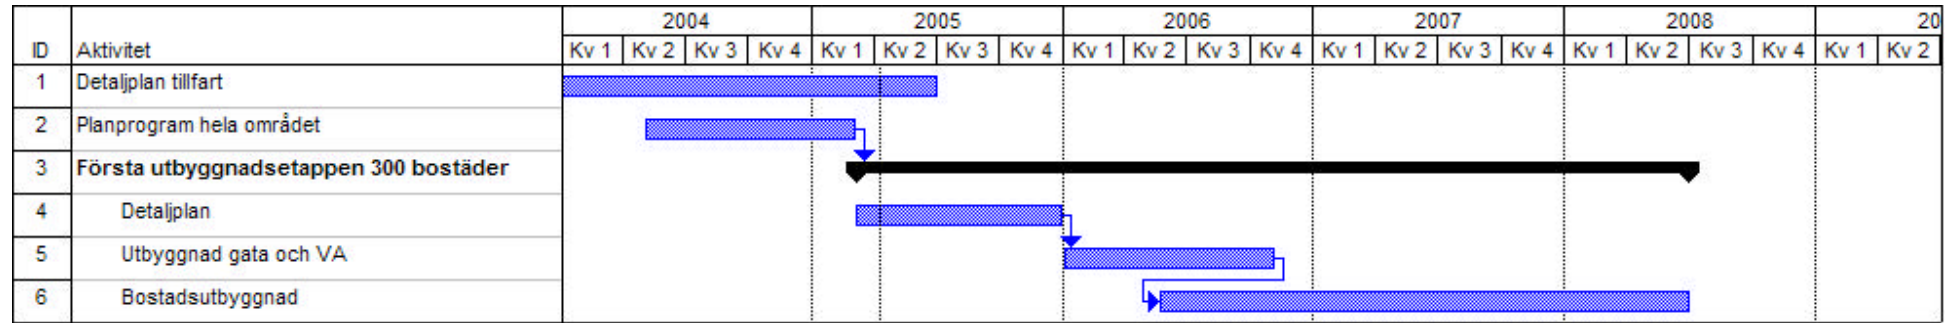 2004 2005 2006 2007 2008 20
ID Aktivitet Kv 1 Kv 2 Kv 3 Kv 4 Kv 1 Kv 2 Kv 3 Kv 4 Kv 1 Kv 2 Kv 3 Kv 4 Kv 1 Kv 2 Kv 3 Kv 4 Kv 1 Kv 2 Kv 3 Kv 4 Kv 1 Kv 2
1 Detaljplan tillfart
2 Planprogram hela området
3 Första utbyggnadsetappen 300 bostäder
4 Detaljplan
5 Utbyggnad gata och VA
6 Bostadsutbyggnad